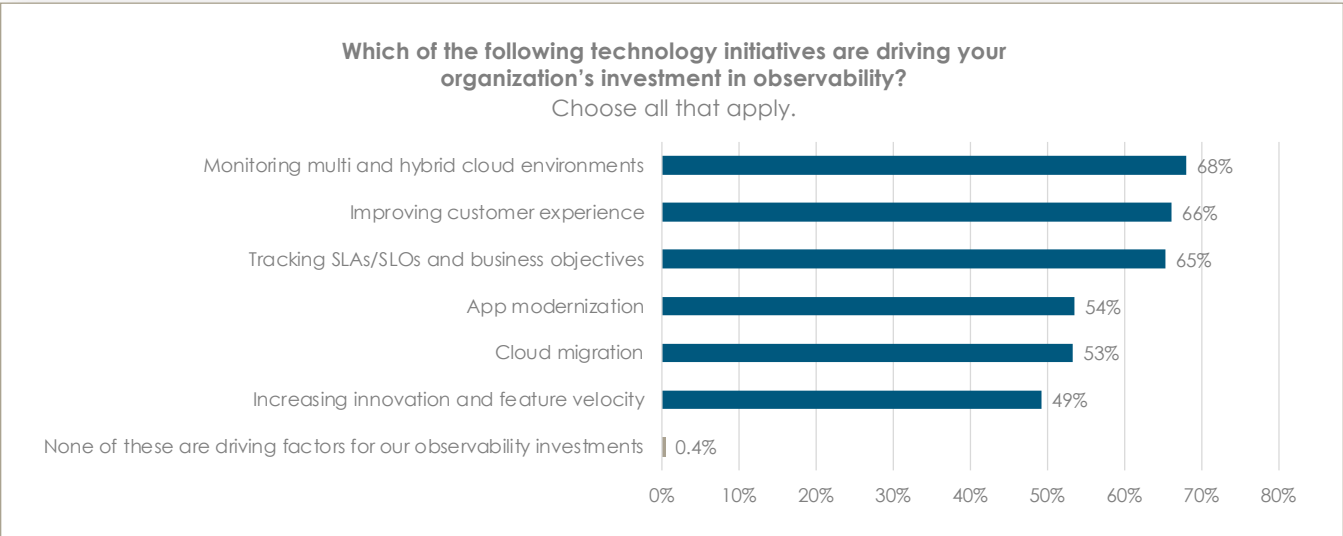 Which of the following technology initiatives are driving your
organization’s investment in observability?
Choose all that apply.
Monitoring multi and hybrid cloud environments 68%
Improving customer experience 66%
Tracking SLAs/SLOs and business objectives 65%
App modernization 54%
Cloud migration 53%
Increasing innovation and feature velocity 49%
None of these are driving factors for our observability investments 0.4%
0% 10% 20% 30% 40% 50% 60% 70% 80%